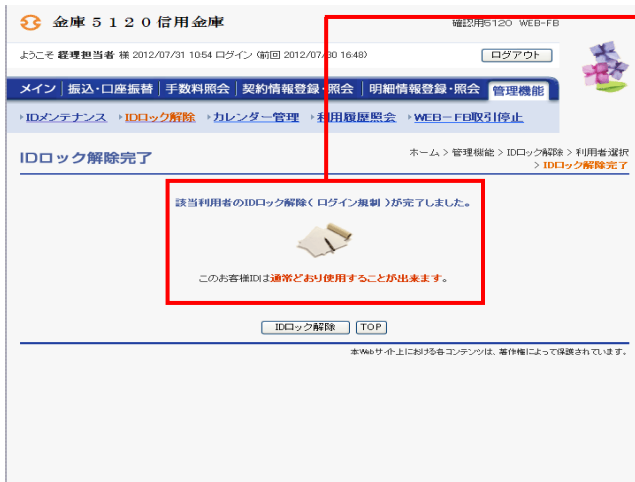 金庫５１２０信用金庫
確認用5120 WEB-FB
ようこそ 経理担当者 様 2012/07/31 10:54 ログイン (前回 2012/07/30 16:48)
ログアウト
メイン 振込・口座振替 手数料照会 契約情報登録・照会 明細情報登録・照会 管理機能
IDメンテナンス IDロック解除 カレンダー管理 利用履歴照会 WEB－FB取引停止
IDロック解除完了
ホーム > 管理機能 > IDロック解除 > 利用者選択
> IDロック解除完了
該当利用者のIDロック解除( ログイン規制 )が完了しました。
このお客様IDは通常どおり使用することが出来ます。
IDロック解除 TOP
本Webサイト上における各コンテンツは、著作権によって保護されています。